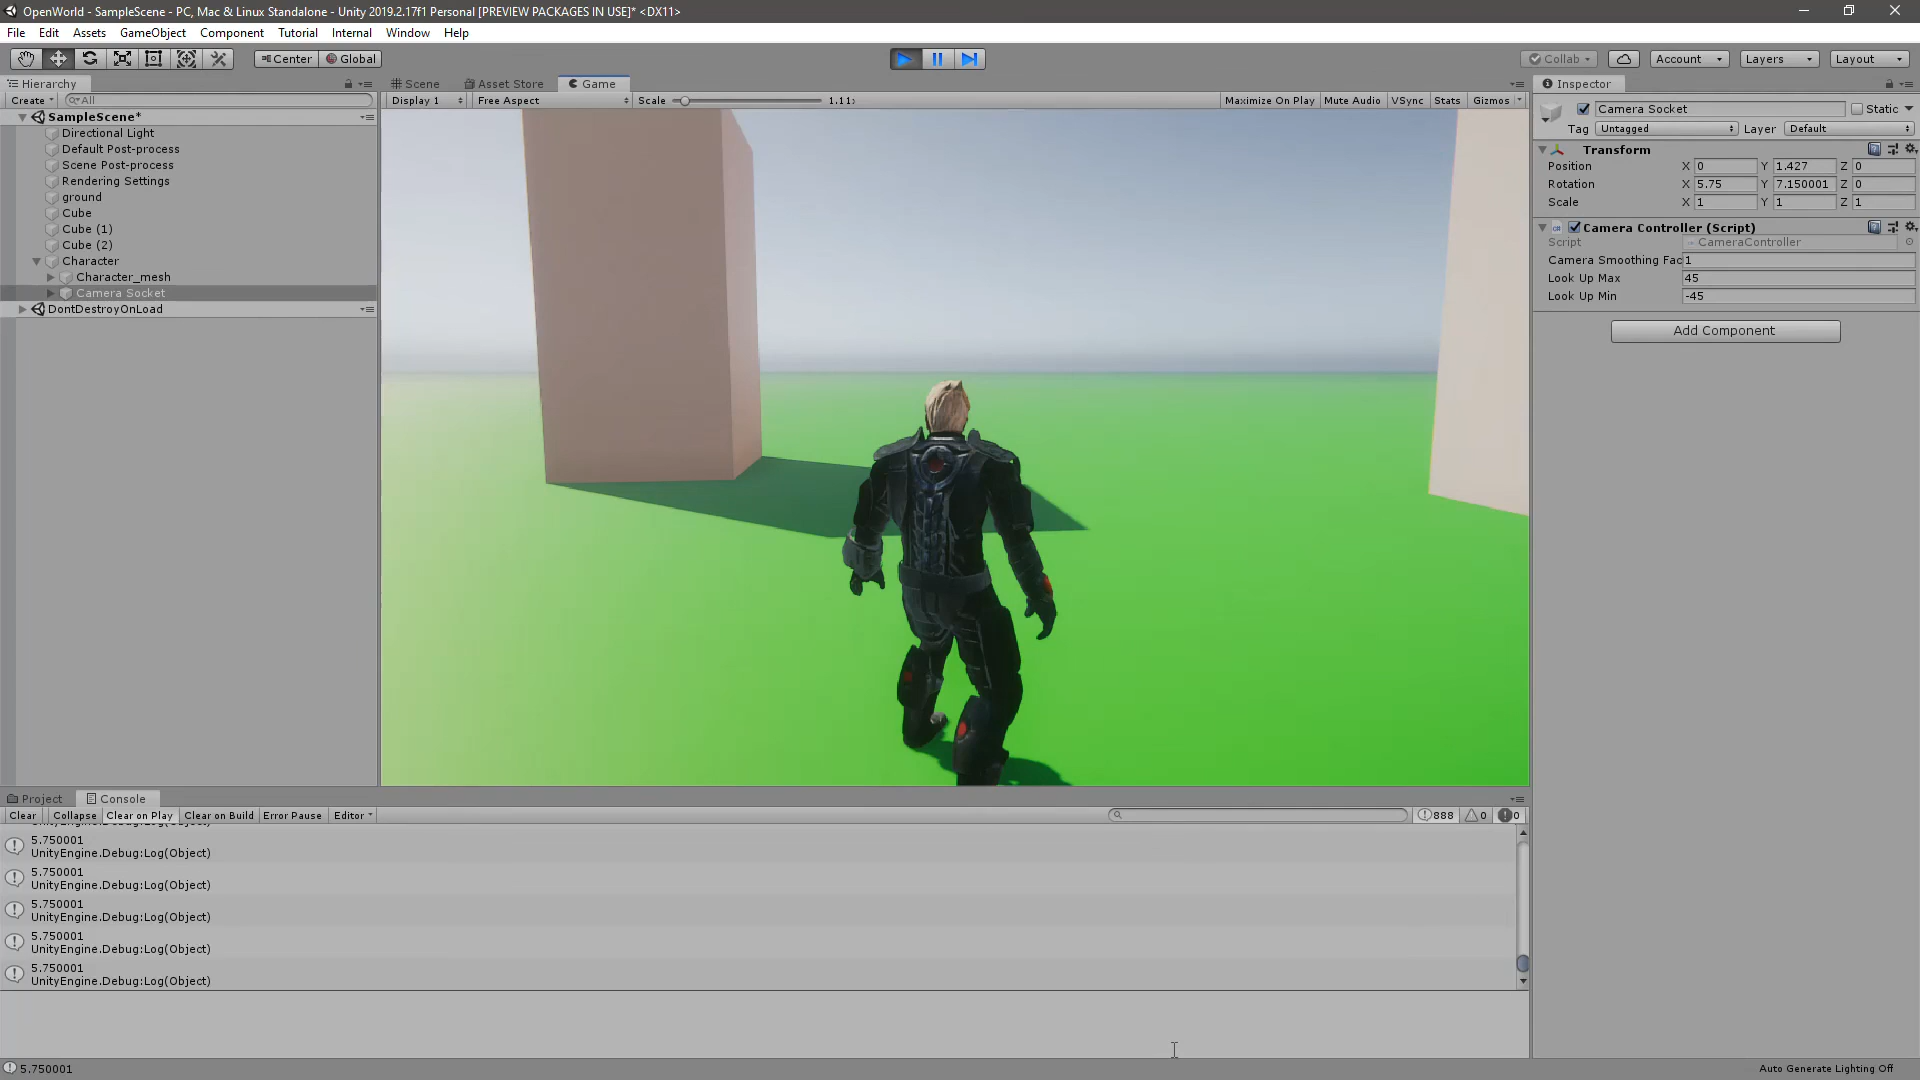 OpenWorld - SampleScene - PC, Mac & Linux Standalone - Unity 2019.2.17f1 Personal [PREVIEW PACKAGES IN USE]* <DX11>
File Edit Assets GameObject Component Tutorial Internal Window Help
Center Global Collab Account Layers Layout
Hierarchy Scene Asset Store Game Inspector
Create All Display 1 Free Aspect Scale 1.11: Maximize On Play Mute Audio VSync Stats Gizmos
Camera Socket Static
SampleScene*
Tag Untagged Layer Default
Directional Light
Default Post-process
Scene Post-process
Rendering Settings
ground
Cube
Cube (1)
Cube (2)
Character
Character_mesh
Camera Socket
DontDestroyOnLoad
Transform
Position X 0 Y 1.427 Z 0
Rotation X 5.75 Y 7.150001 Z 0
Scale X 1 Y 1 Z 1
Camera Controller (Script)
Script CameraController
Camera Smoothing Fac 1
Look Up Max 45
Look Up Min -45
Add Component
Project Console
Clear Collapse Clear on Play Clear on Build Error Pause Editor 888 0 0
UnityEngine.Debug:Log(Object)
5.750001
UnityEngine.Debug:Log(Object)
5.750001
UnityEngine.Debug:Log(Object)
5.750001
UnityEngine.Debug:Log(Object)
5.750001
UnityEngine.Debug:Log(Object)
5.750001
UnityEngine.Debug:Log(Object)
5.750001
Auto Generate Lighting Off